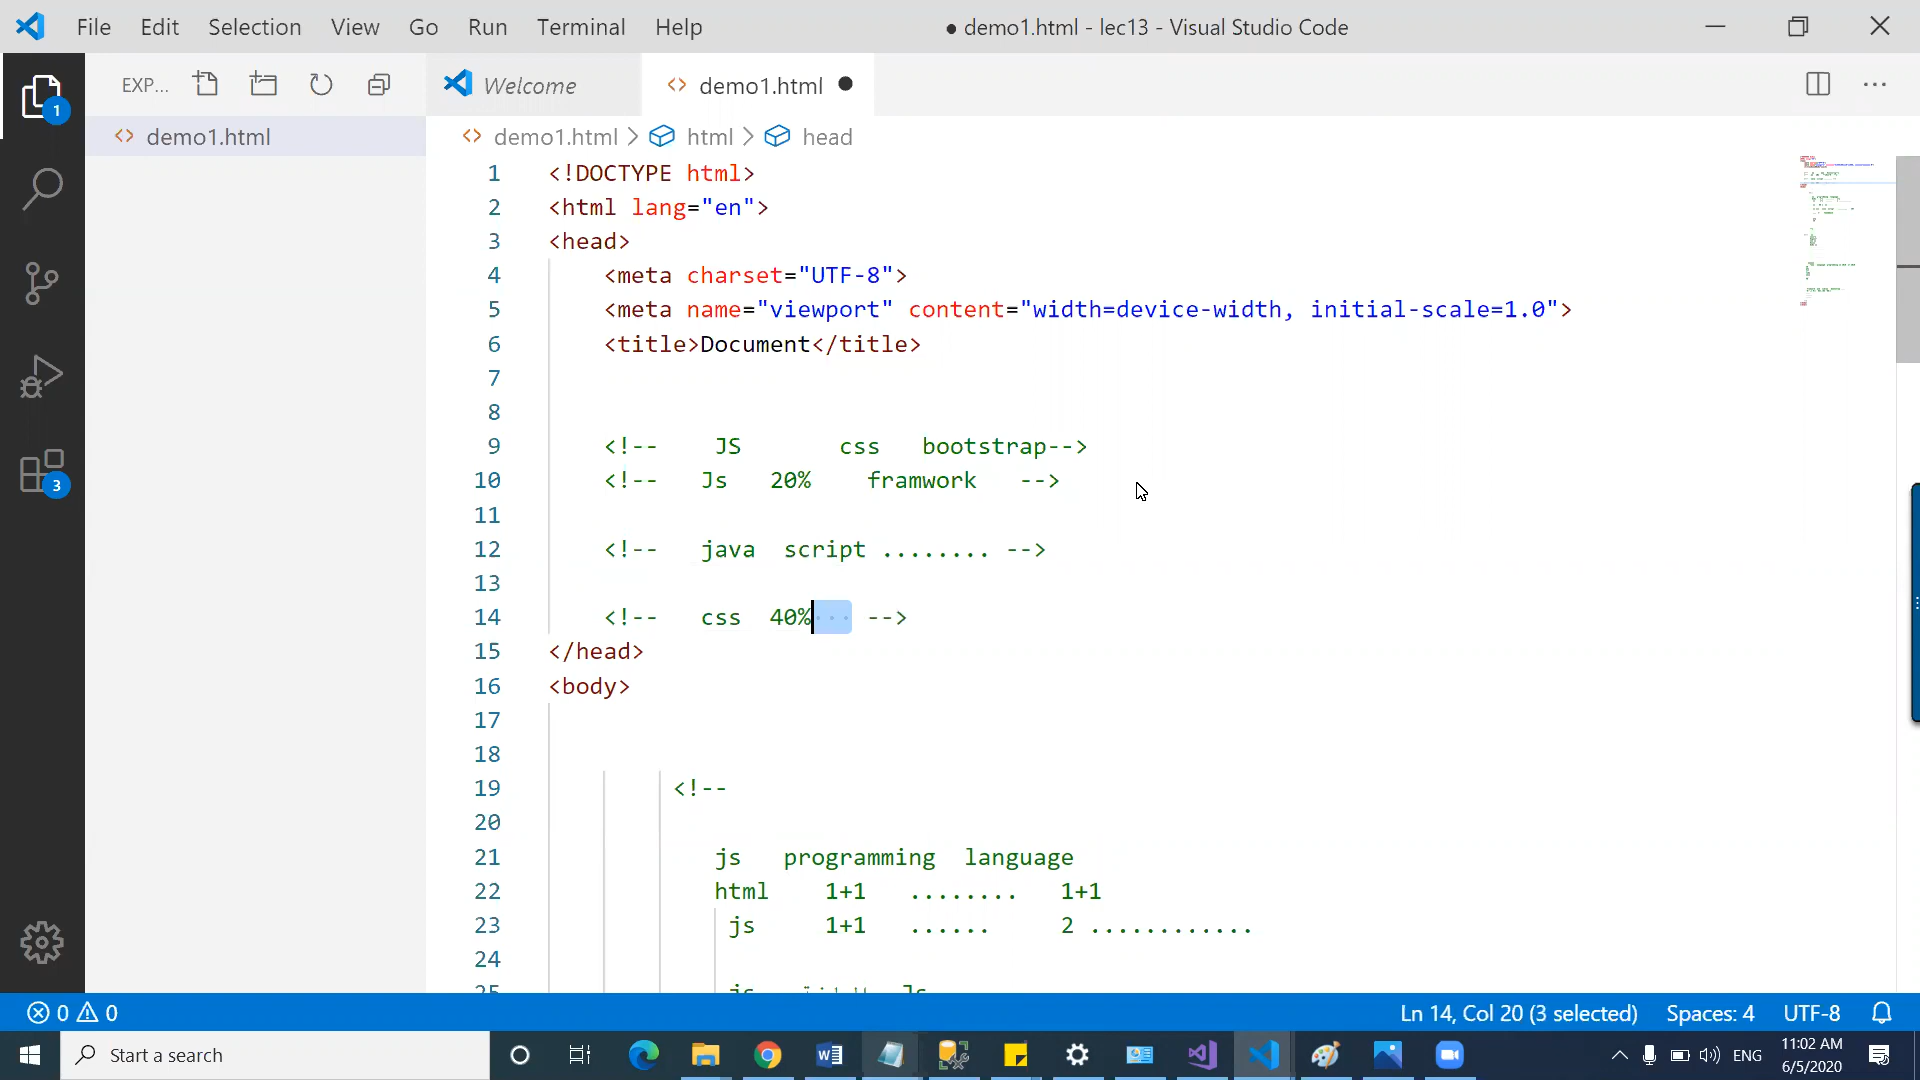 File Edit Selection View Go Run Terminal Help
● demo1.html - lec13 - Visual Studio Code
EXP...
Welcome
demo1.html
demo1.html
demo1.html > html > head
1 <!DOCTYPE html>
2 <html lang="en">
3 <head>
4 <meta charset="UTF-8">
5 <meta name="viewport" content="width=device-width, initial-scale=1.0">
6 <title>Document</title>
7
8
9 <!-- JS css bootstrap-->
10 <!-- Js 20% framwork -->
11
12 <!-- java script ........ -->
13
14 <!-- css 40%··· -->
15 </head>
16 <body>
17
18
19 <!--
20
21 js programming language
22 html 1+1 ........ 1+1
23 js 1+1 ...... 2 ............
24
25 js
1
3
0 0
Ln 14, Col 20 (3 selected) Spaces: 4 UTF-8
Start a search
ENG
11:02 AM
6/5/2020